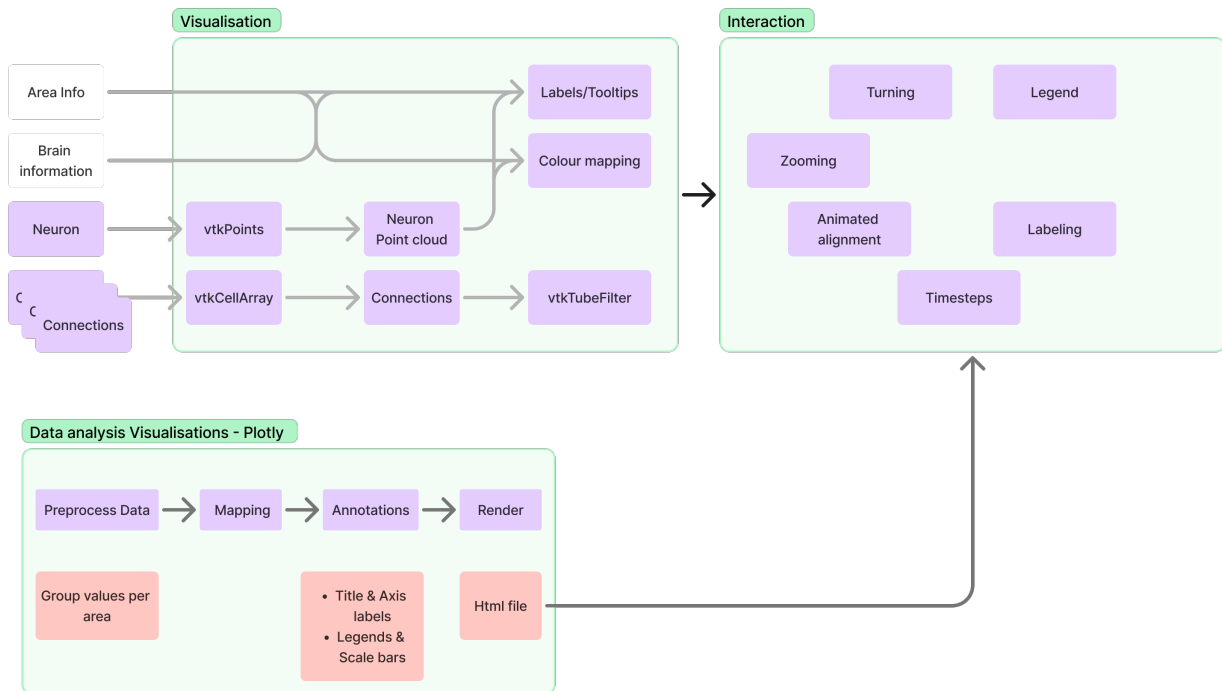 Visualisation
Interaction
Area Info
Labels/Tooltips
Turning
Legend
Brain
information
Colour mapping
Zooming
Neuron
vtkPoints
Neuron
Point cloud
Animated
alignment
Labeling
C
C
Connections
vtkCellArray
Connections
vtkTubeFilter
Timesteps
Data analysis Visualisations - Plotly
Preprocess Data
Mapping
Annotations
Render
Group values per
area
• Title & Axis
labels
• Legends &
Scale bars
Html file